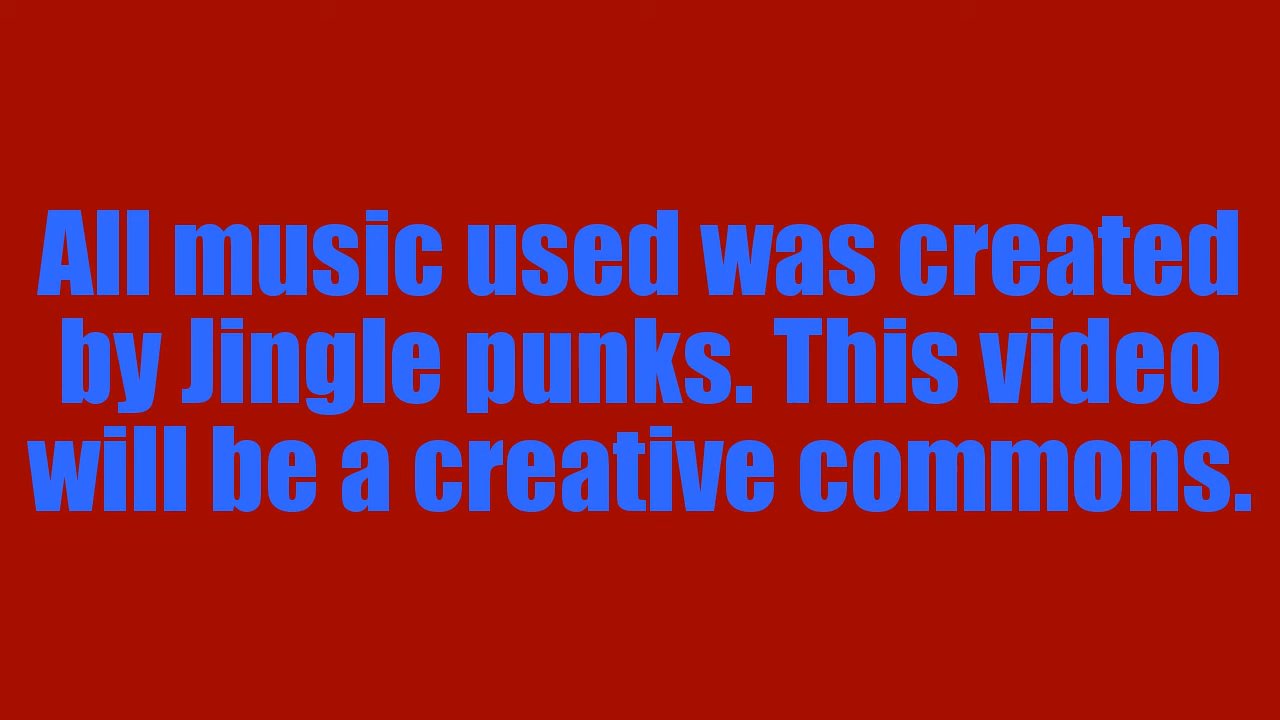 All music used was created
by Jingle punks. This video
will be a creative commons.